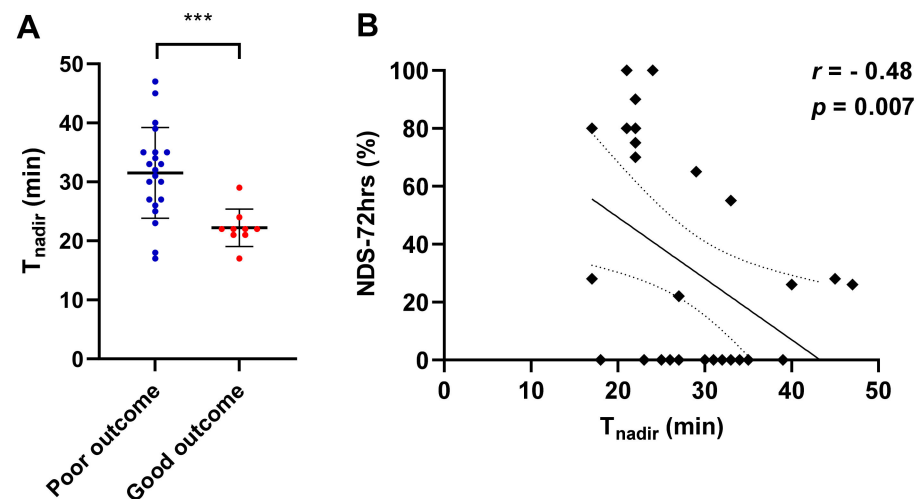 A
***
50
40
30
20
10
0
Tnadir (min)
Poor outcome
Good outcome
B
r = - 0.48
p = 0.007
100
80
60
40
20
0
NDS-72hrs (%)
0 10 20 30 40 50
Tnadir (min)